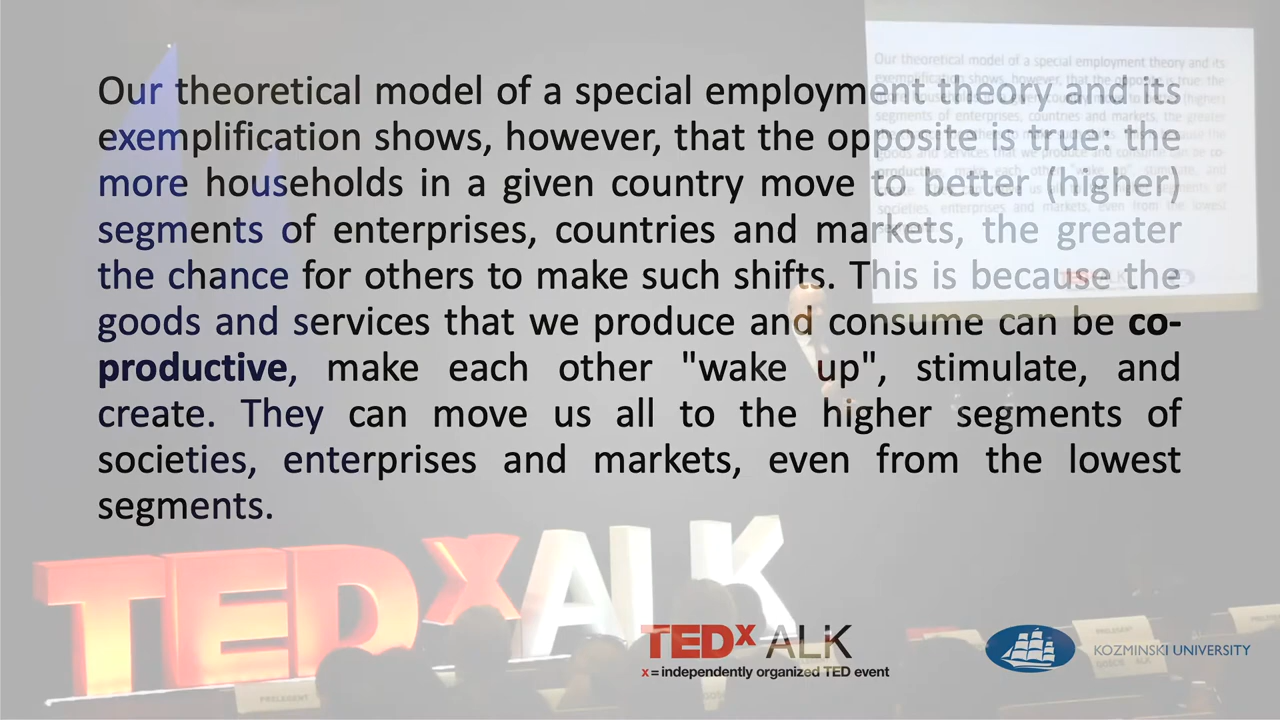 Our theoretical model of a special employment theory and its
exemplification shows, however, that the opposite is true: the
more households in a given country move to better (higher)
segments of enterprises, countries and markets, the greater
the chance for others to make such shifts. This is because the
goods and services that we produce and consume can be co-
productive, make each other "wake up", stimulate, and
create. They can move us all to the higher segments of
societies, enterprises and markets, even from the lowest
segments.
TEDxALK
TEDx ALK
x = independently organized TED event
KOZMINSKI UNIVERSITY
PRELEGENT
PRELEGENT